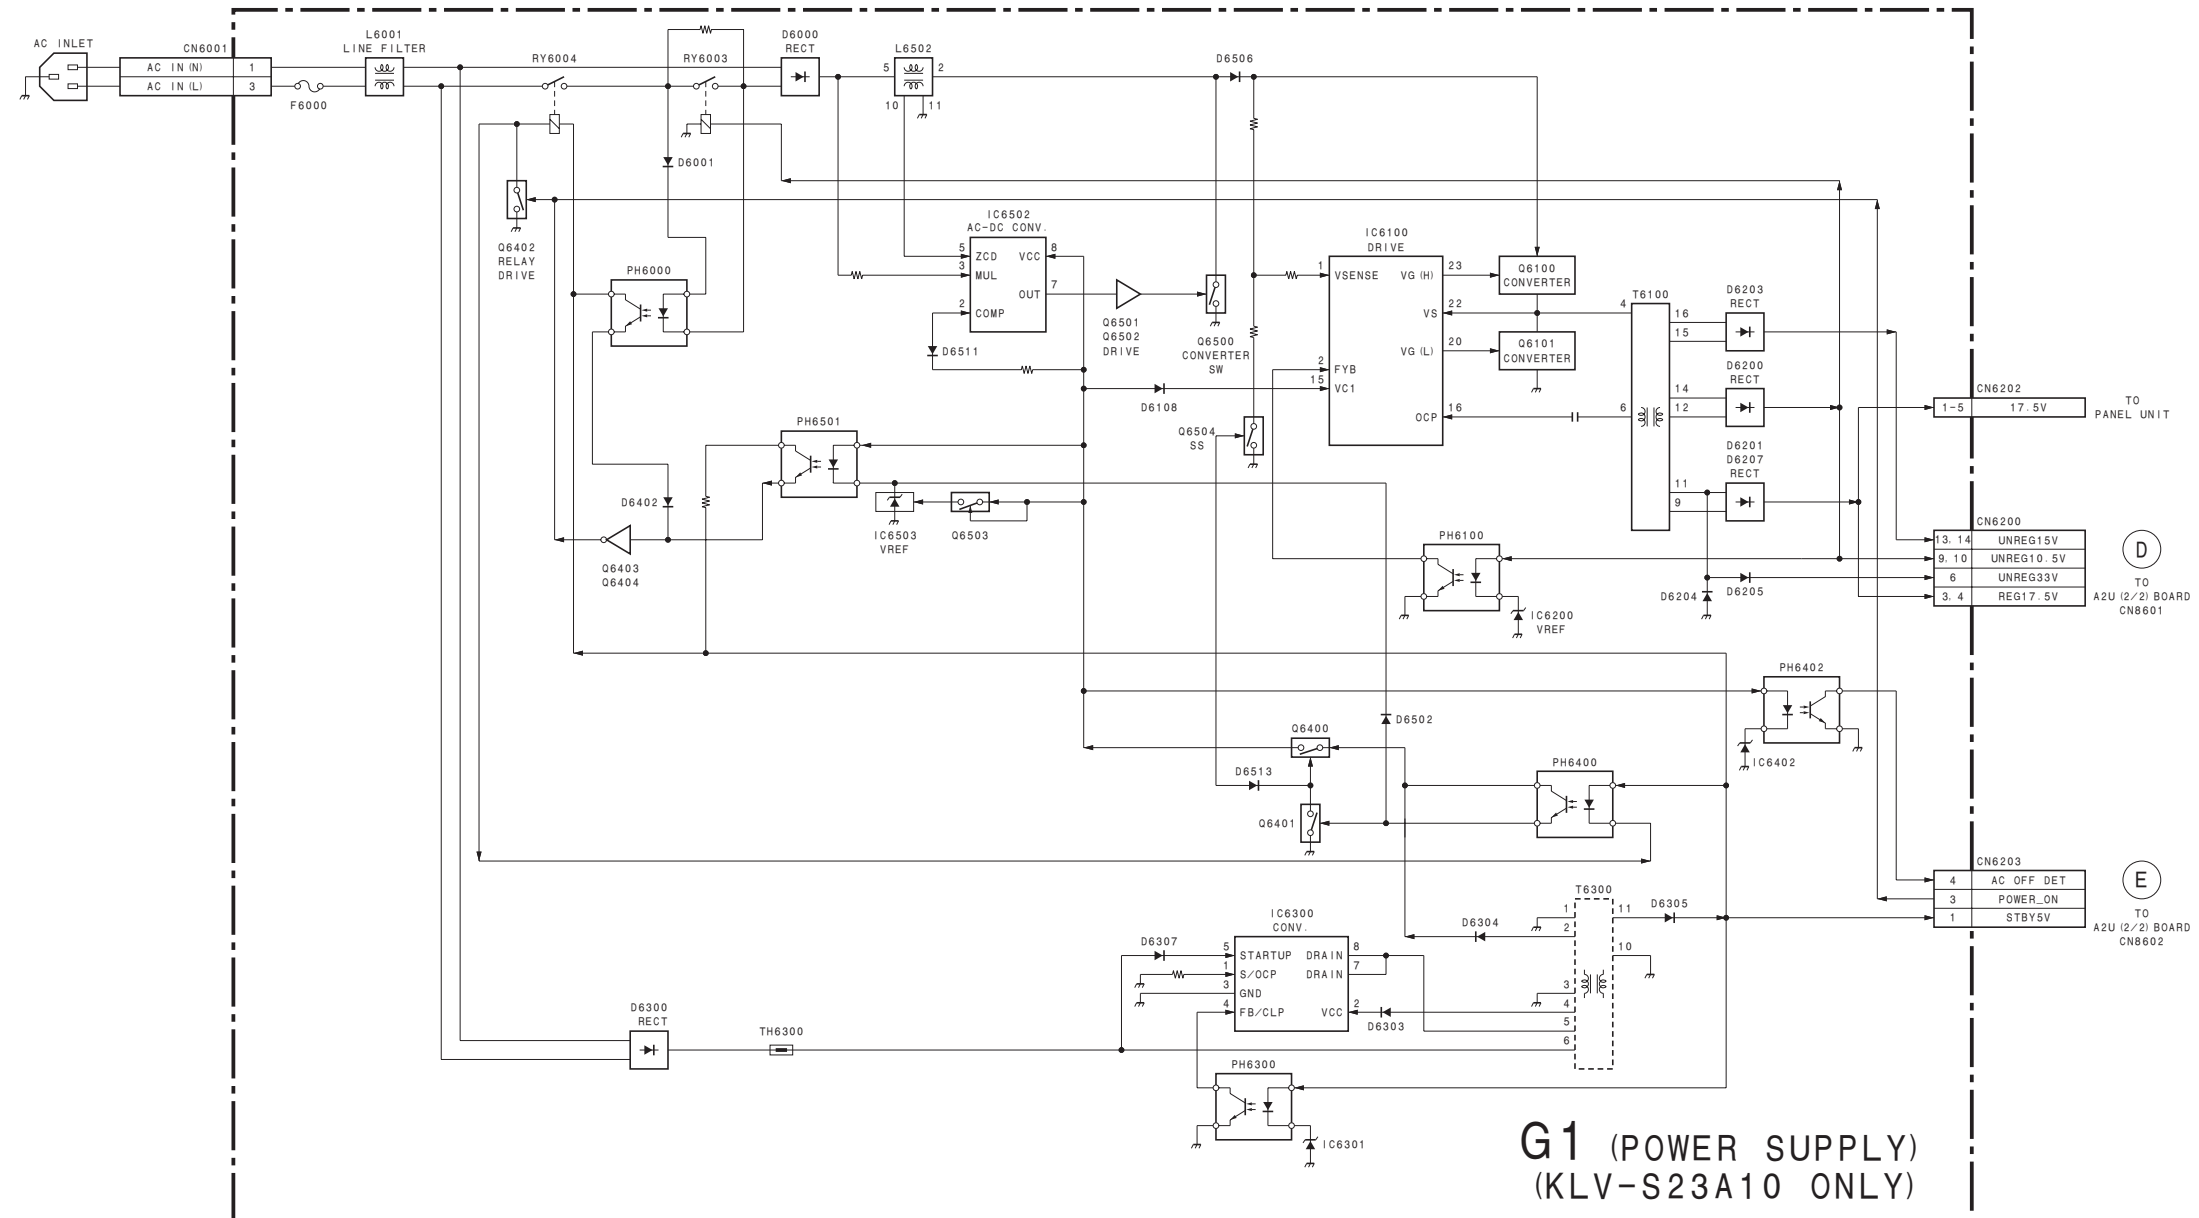 AC INLET
CN6001
AC IN (N) 1
AC IN (L) 3
F6000
L6001
LINE FILTER
RY6004
RY6003
D6000
RECT
L6502
5 2
10 11
D6506
D6001
Q6402
RELAY
DRIVE
PH6000
IC6502
AC-DC CONV.
5 ZCD VCC 8
3 MUL
OUT 7
2 COMP
D6511
Q6501
Q6502
DRIVE
Q6500
CONVERTER
SW
IC6100
DRIVE
1 VSENSE VG (H) 23
VS 22
VG (L) 20
2 FYB
15 VC1
OCP 16
Q6100
CONVERTER
Q6101
CONVERTER
T6100
4
6
16
15
14
12
11
9
D6203
RECT
D6200
RECT
D6201
D6207
RECT
CN6202
1-5 17.5V
TO
PANEL UNIT
D6108
Q6504
SS
PH6501
D6402
Q6403
Q6404
IC6503
VREF
Q6503
PH6100
IC6200
VREF
D6204
D6205
CN6200
13, 14 UNREG15V
9, 10 UNREG10.5V
6 UNREG33V
3, 4 REG17.5V
D
TO
A2U (2/2) BOARD
CN8601
PH6402
IC6402
D6502
Q6400
D6513
Q6401
PH6400
CN6203
4 AC OFF DET
3 POWER_ON
1 STBY5V
E
TO
A2U (2/2) BOARD
CN8602
T6300
1
2
3
4
5
6
11
10
D6305
D6304
IC6300
CONV.
5 STARTUP DRAIN 8
1 S/OCP DRAIN 7
3 GND
4 FB/CLP VCC 2
D6307
D6303
D6300
RECT
TH6300
PH6300
IC6301
G1 (POWER SUPPLY)
(KLV-S23A10 ONLY)